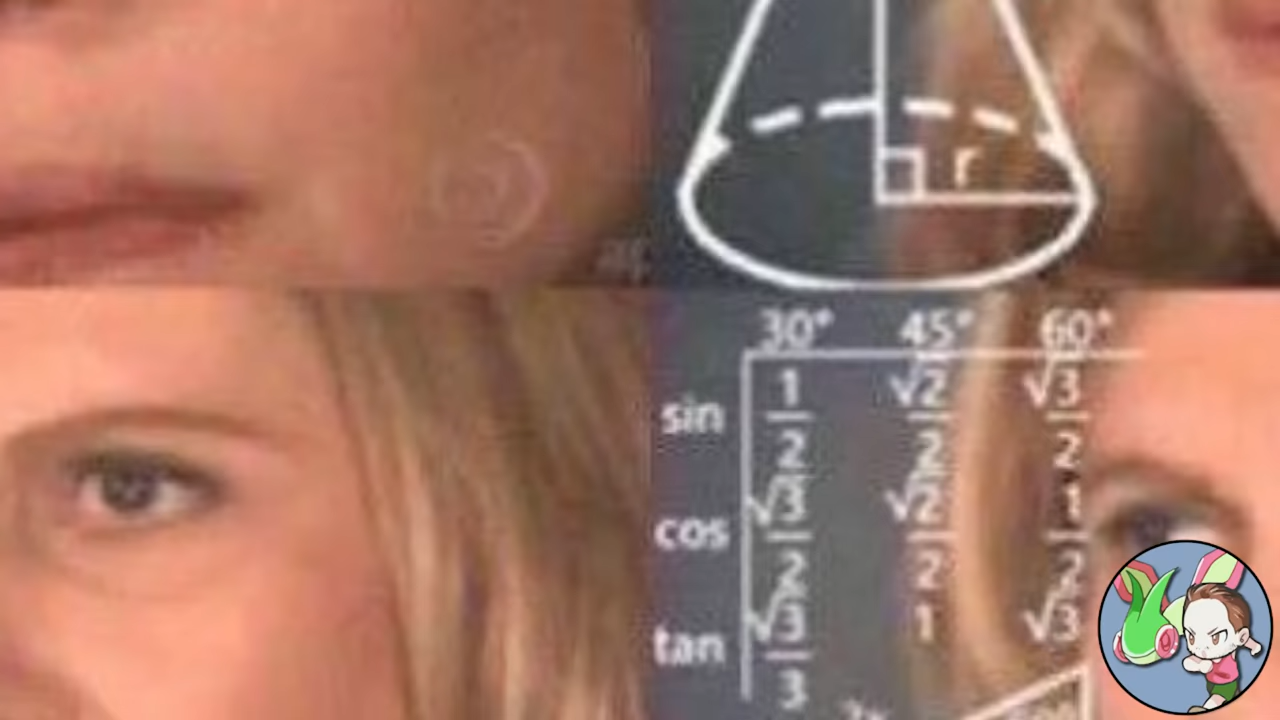 r
30° 45° 60°
sin 1/2 √2/2 √3/2
cos √3/2 √2/2 1/2
tan √3/3 1 √3